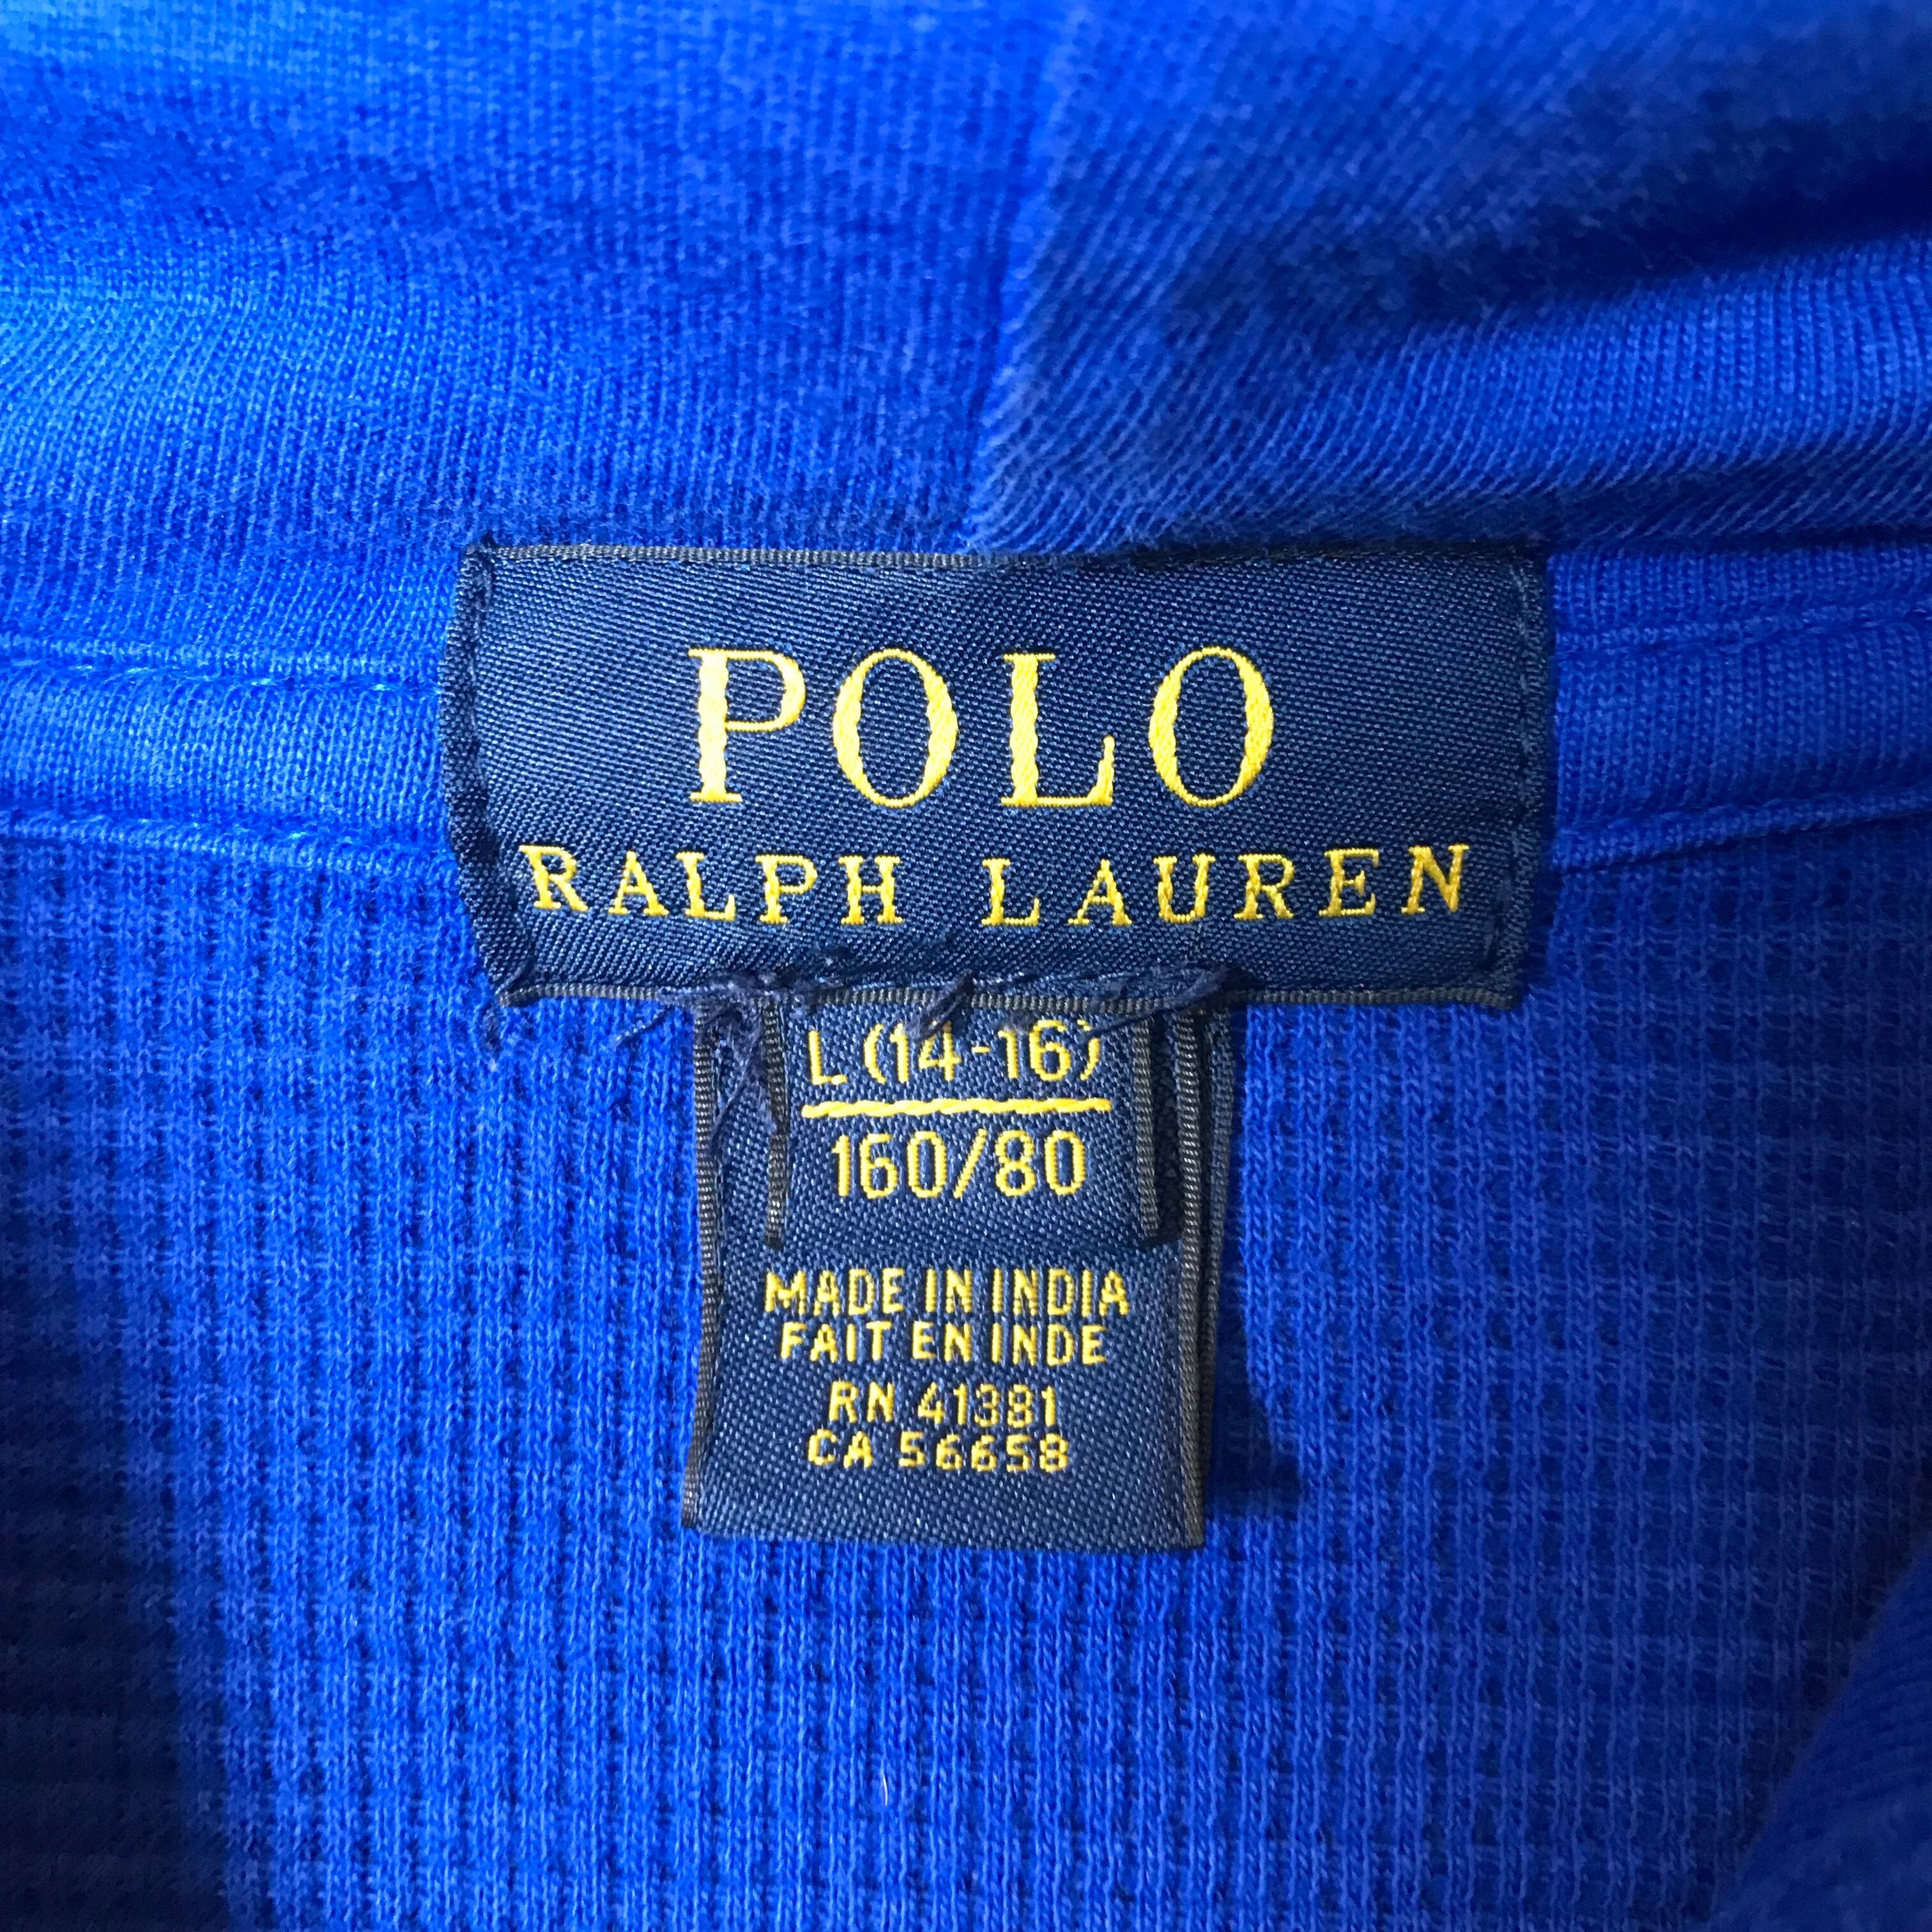 POLO
RALPH LAUREN
L (14-16)
160/80
MADE IN INDIA
FAIT EN INDE
RN 41381
CA 56658